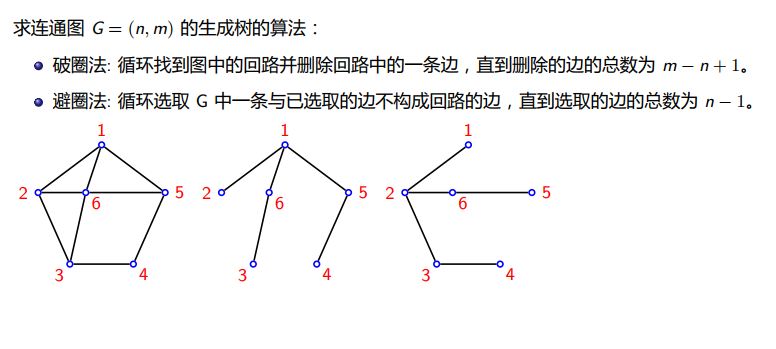 求连通图 G = (n, m) 的生成树的算法：
破圈法: 循环找到图中的回路并删除回路中的一条边，直到删除的边的总数为 m − n + 1。
避圈法: 循环选取 G 中一条与已选取的边不构成回路的边，直到选取的边的总数为 n − 1。
1 1 1
2 6 5 2 6 5 2 6 5
3 4 3 4 3 4